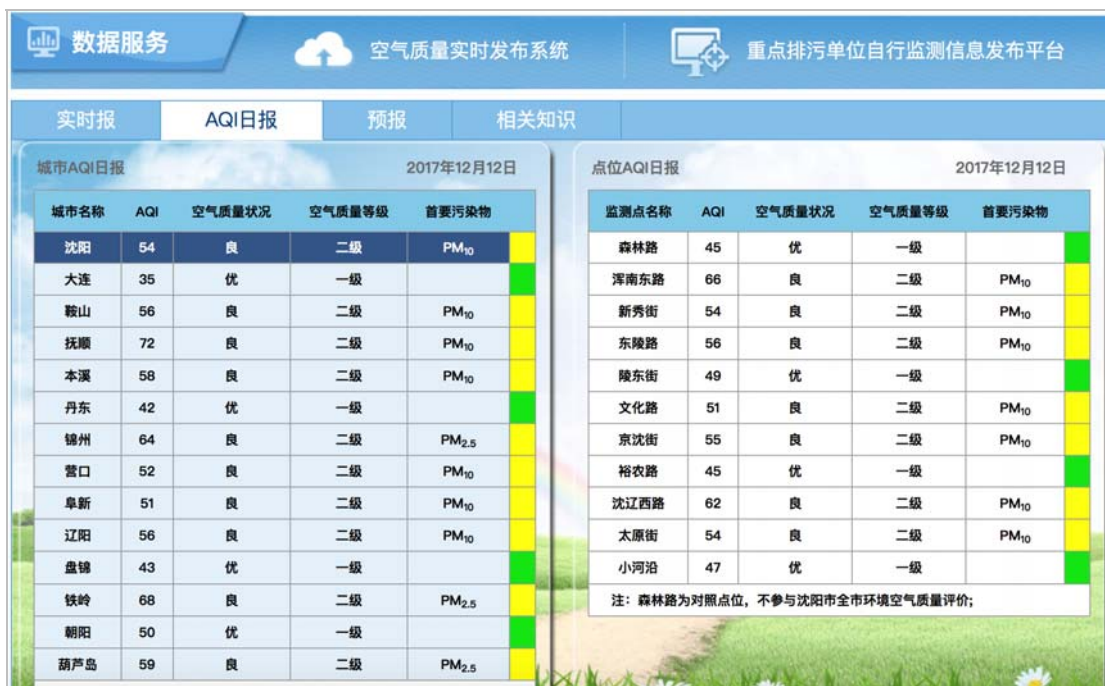 数据服务
空气质量实时发布系统
重点排污单位自行监测信息发布平台
实时报 AQI日报 预报 相关知识
城市AQI日报 2017年12月12日
城市名称 AQI 空气质量状况 空气质量等级 首要污染物
沈阳 54 良 二级 PM₁₀
大连 35 优 一级
鞍山 56 良 二级 PM₁₀
抚顺 72 良 二级 PM₁₀
本溪 58 良 二级 PM₁₀
丹东 42 优 一级
锦州 64 良 二级 PM₂.₅
营口 52 良 二级 PM₁₀
阜新 51 良 二级 PM₁₀
辽阳 56 良 二级 PM₁₀
盘锦 43 优 一级
铁岭 68 良 二级 PM₂.₅
朝阳 50 优 一级
葫芦岛 59 良 二级 PM₂.₅
点位AQI日报 2017年12月12日
监测点名称 AQI 空气质量状况 空气质量等级 首要污染物
森林路 45 优 一级
浑南东路 66 良 二级 PM₁₀
新秀街 54 良 二级 PM₁₀
东陵路 56 良 二级 PM₁₀
陵东街 49 优 一级
文化路 51 良 二级 PM₁₀
京沈街 55 良 二级 PM₁₀
裕农路 45 优 一级
沈辽西路 62 良 二级 PM₁₀
太原街 54 良 二级 PM₁₀
小河沿 47 优 一级
注：森林路为对照点位，不参与沈阳市全市环境空气质量评价;